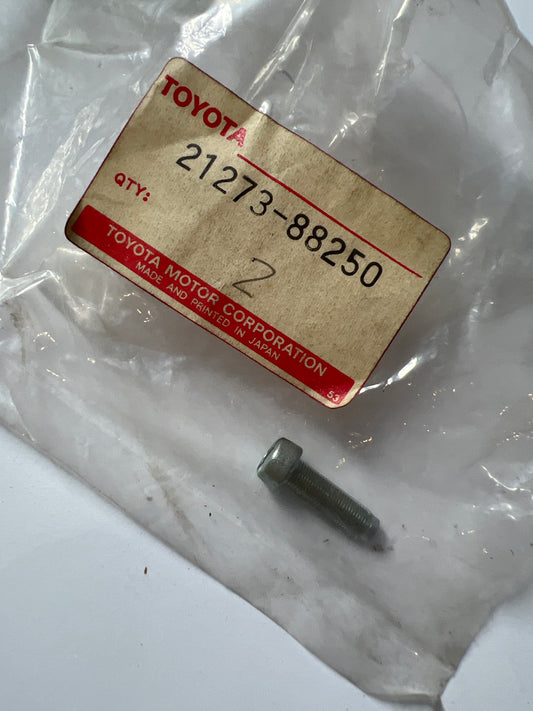 TOYOTA
21273-88250
QTY:
2
TOYOTA MOTOR CORPORATION
MADE AND PRINTED IN JAPAN
53